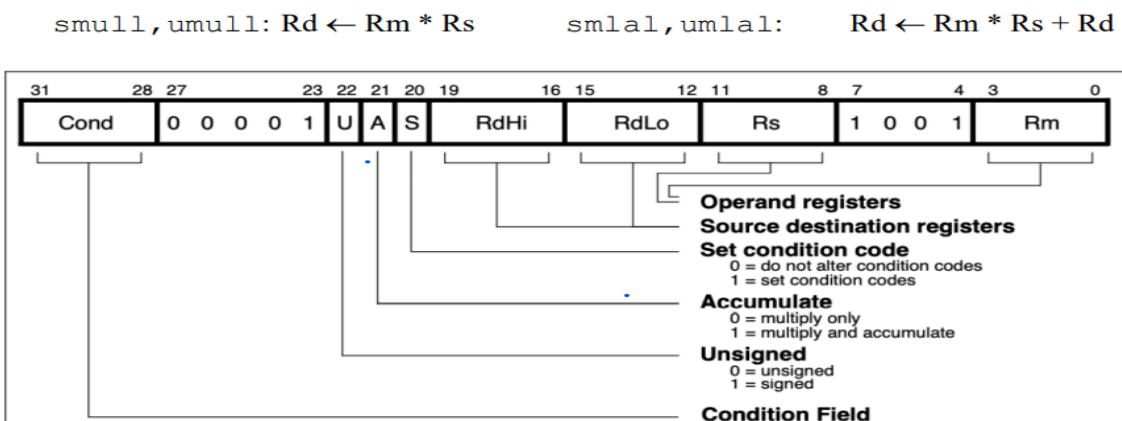 smull,umull: Rd ← Rm * Rs smlal,umlal: Rd ← Rm * Rs + Rd
31 28 27 23 22 21 20 19 16 15 12 11 8 7 4 3 0
Cond 0 0 0 0 1 U A S RdHi RdLo Rs 1 0 0 1 Rm
Operand registers
Source destination registers
Set condition code
0 = do not alter condition codes
1 = set condition codes
Accumulate
0 = multiply only
1 = multiply and accumulate
Unsigned
0 = unsigned
1 = signed
Condition Field